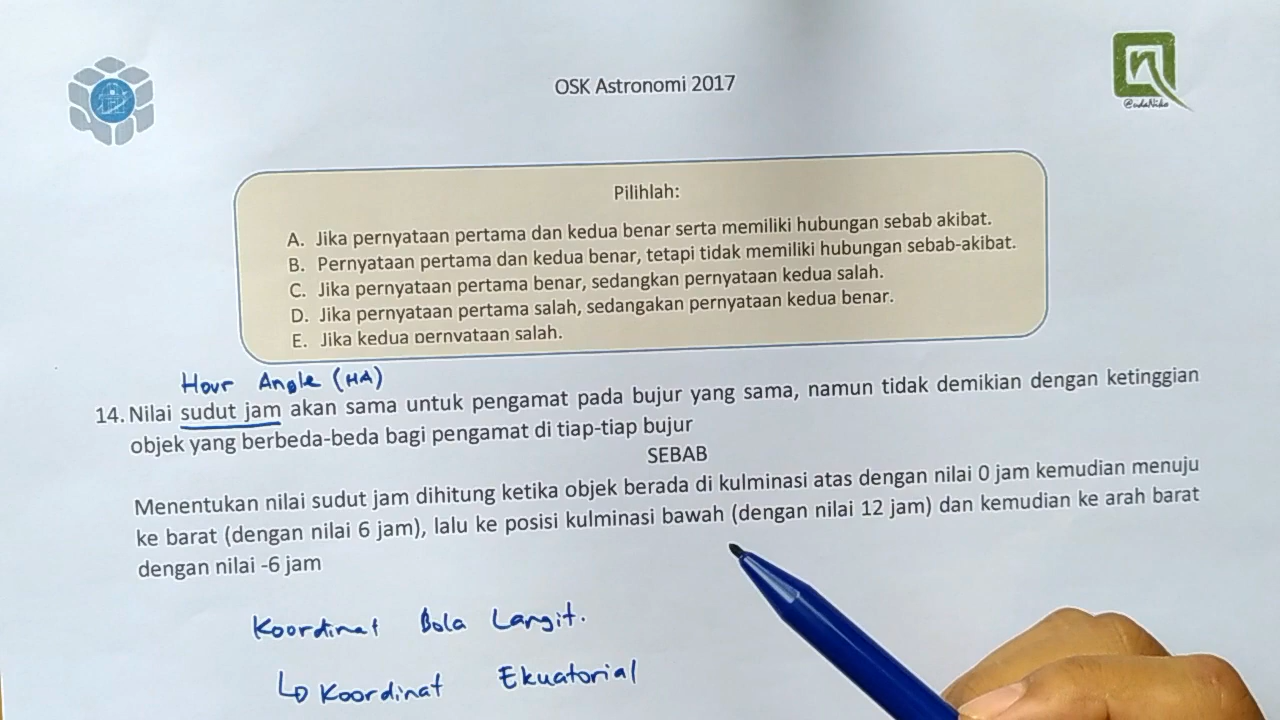 OSK Astronomi 2017
@udaNiko
Pilihlah:
A. Jika pernyataan pertama dan kedua benar serta memiliki hubungan sebab akibat.
B. Pernyataan pertama dan kedua benar, tetapi tidak memiliki hubungan sebab-akibat.
C. Jika pernyataan pertama benar, sedangkan pernyataan kedua salah.
D. Jika pernyataan pertama salah, sedangakan pernyataan kedua benar.
E. Jika kedua pernyataan salah.
Hour Angle (HA)
14. Nilai sudut jam akan sama untuk pengamat pada bujur yang sama, namun tidak demikian dengan ketinggian
objek yang berbeda-beda bagi pengamat di tiap-tiap bujur
SEBAB
Menentukan nilai sudut jam dihitung ketika objek berada di kulminasi atas dengan nilai 0 jam kemudian menuju
ke barat (dengan nilai 6 jam), lalu ke posisi kulminasi bawah (dengan nilai 12 jam) dan kemudian ke arah barat
dengan nilai -6 jam
Koordinat Bola Langit.
↳ Koordinat Ekuatorial